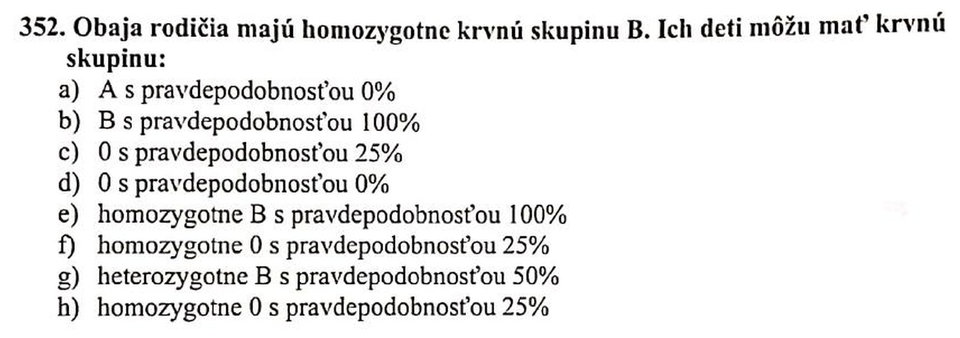 352. Obaja rodičia majú homozygotne krvnú skupinu B. Ich deti môžu mať krvnú
skupinu:
a) A s pravdepodobnosťou 0%
b) B s pravdepodobnosťou 100%
c) 0 s pravdepodobnosťou 25%
d) 0 s pravdepodobnosťou 0%
e) homozygotne B s pravdepodobnosťou 100%
f) homozygotne 0 s pravdepodobnosťou 25%
g) heterozygotne B s pravdepodobnosťou 50%
h) homozygotne 0 s pravdepodobnosťou 25%